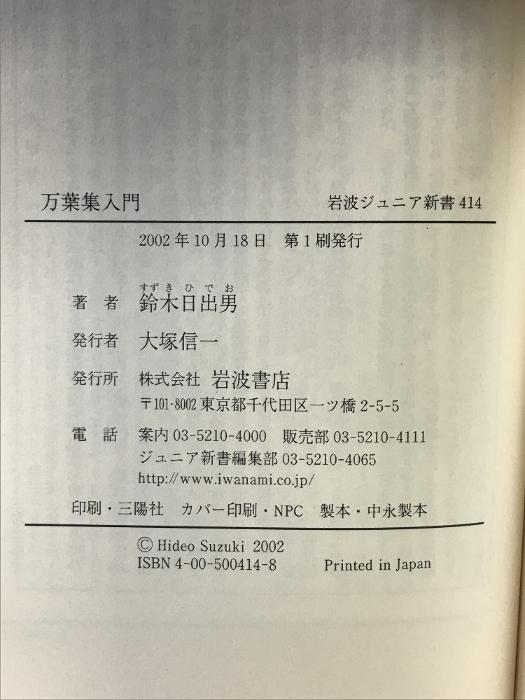 万葉集入門 岩波ジュニア新書 414
2002年10月18日 第1刷発行
すずきひでお
著者 鈴木日出男
発行者 大塚信一
発行所 株式会社 岩波書店
〒101-8002 東京都千代田区一ツ橋 2-5-5
電話 案内 03-5210-4000 販売部 03-5210-4111
ジュニア新書編集部 03-5210-4065
http://www.iwanami.co.jp/
印刷・三陽社 カバー印刷・NPC 製本・中永製本
© Hideo Suzuki 2002
ISBN 4-00-500414-8 Printed in Japan